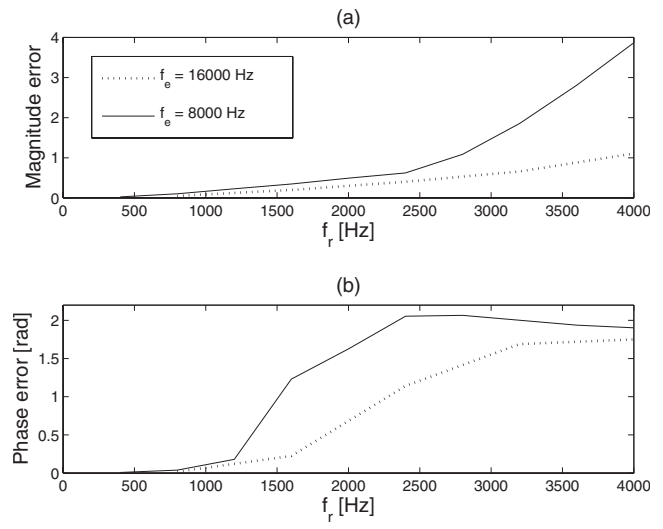 (a)
Magnitude error
4
3
2
1
0
f_e = 16000 Hz
f_e = 8000 Hz
0 500 1000 1500 2000 2500 3000 3500 4000
f_r [Hz]
(b)
Phase error [rad]
2
1.5
1
0.5
0
0 500 1000 1500 2000 2500 3000 3500 4000
f_r [Hz]